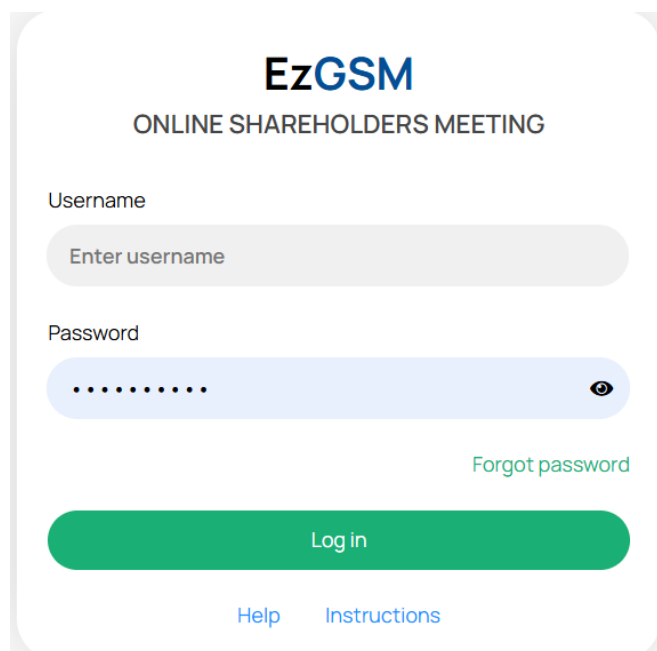 EzGSM
ONLINE SHAREHOLDERS MEETING
Username
Enter username
Password
••••••••••
Forgot password
Log in
Help Instructions